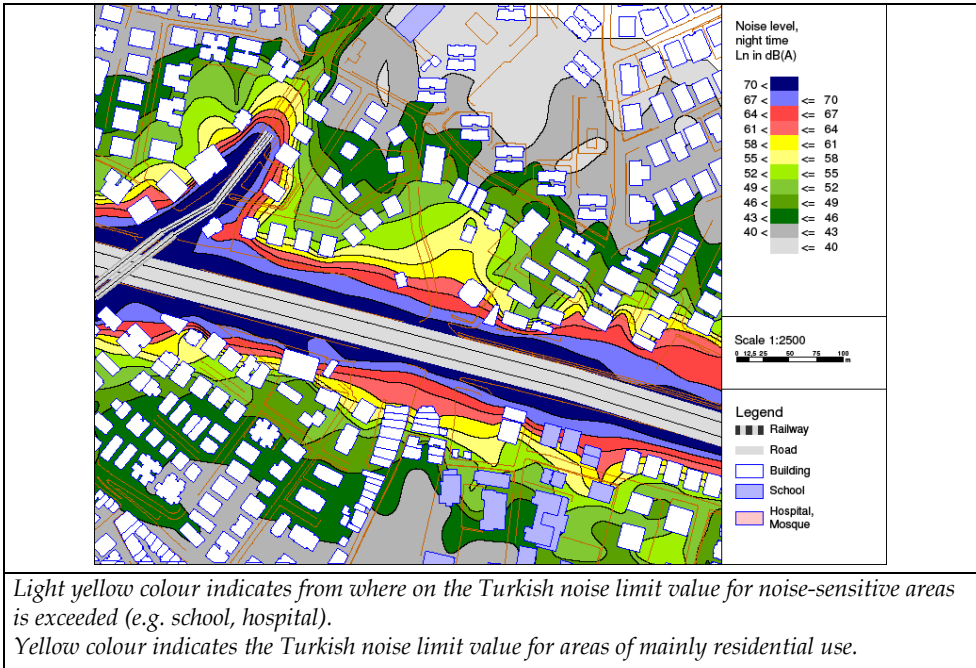 Noise level,
night time
Ln in dB(A)
70 <
67 < <= 70
64 < <= 67
61 < <= 64
58 < <= 61
55 < <= 58
52 < <= 55
49 < <= 52
46 < <= 49
43 < <= 46
40 < <= 43
<= 40
Scale 1:2500
0 12,5 25 50 75 100
m
Legend
Railway
Road
Building
School
Hospital,
Mosque
Light yellow colour indicates from where on the Turkish noise limit value for noise-sensitive areas
is exceeded (e.g. school, hospital).
Yellow colour indicates the Turkish noise limit value for areas of mainly residential use.